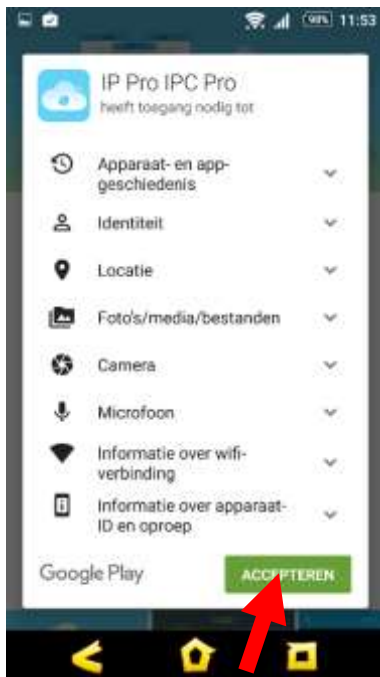 98% 11:53
IP Pro IPC Pro
heeft toegang nodig tot
Apparaat- en app-
geschiedenis
Identiteit
Locatie
Foto's/media/bestanden
Camera
Microfoon
Informatie over wifi-
verbinding
Informatie over apparaat-
ID en oproep
Google Play
ACCEPTEREN